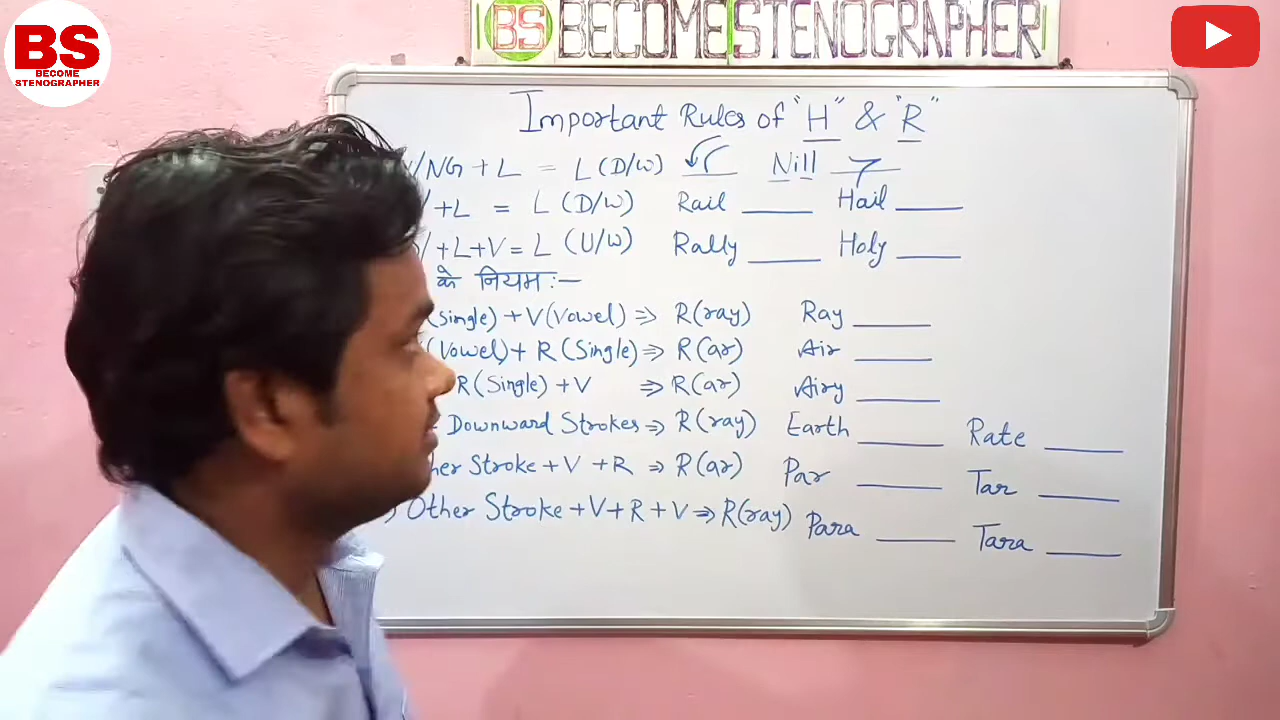 BS
BECOME
STENOGRAPHER
BS BECOME STENOGRAPHER
Important Rules of "H" & "R"
/NG + L = L (D/W) Nill
/ + L = L (D/W) Rail Hail
/ + L + V = L (U/W) Rally Holy
के नियम :-
(Single) + V (Vowel) => R (ray) Ray
(Vowel) + R (Single) => R (ar) Air
R (Single) + V => R (ar) Airy
Downward Strokes => R (ray) Earth Rate
her Stroke + V + R => R (ar) Par Tar
Other Stroke + V + R + V => R (ray) Para Tara